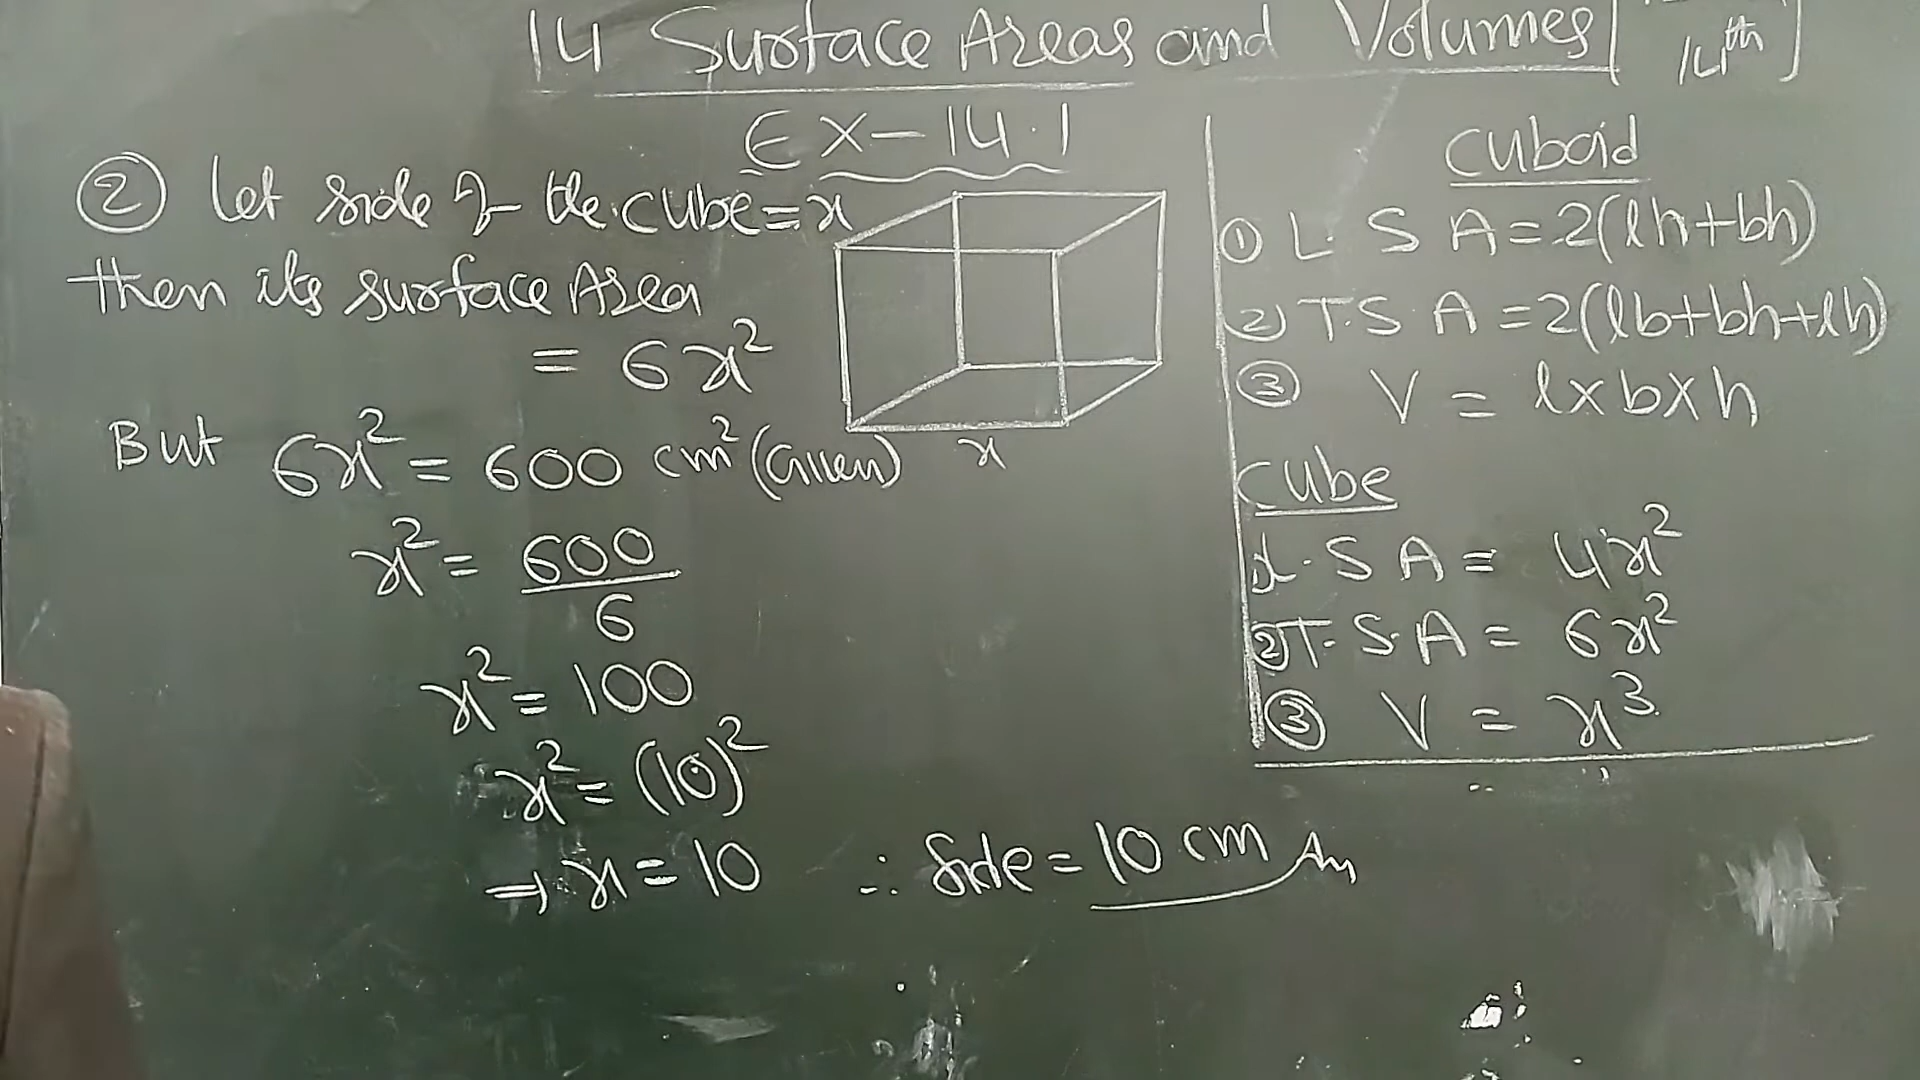 14 Surface Areas and Volumes [
14th ]
Ex-14.1
② Let side of the cube = x
then its surface Area
= 6x²
But 6x² = 600 cm² (Given)
x
x² = 600
6
x² = 100
x² = (10)²
→ x = 10 ∴ Side = 10 cm An
Cuboid
① L.S A = 2(lh+bh)
② T.S.A = 2(lb+bh+lh)
③ V = l×b×h
Cube
L.S A = 4x²
② T.S.A = 6x²
③ V = x³